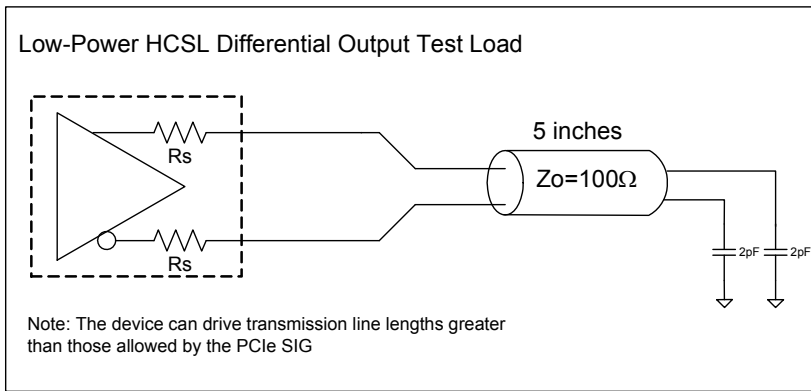 Low-Power HCSL Differential Output Test Load
Rs
Rs
5 inches
Zo=100Ω
2pF
2pF
Note: The device can drive transmission line lengths greater
than those allowed by the PCIe SIG